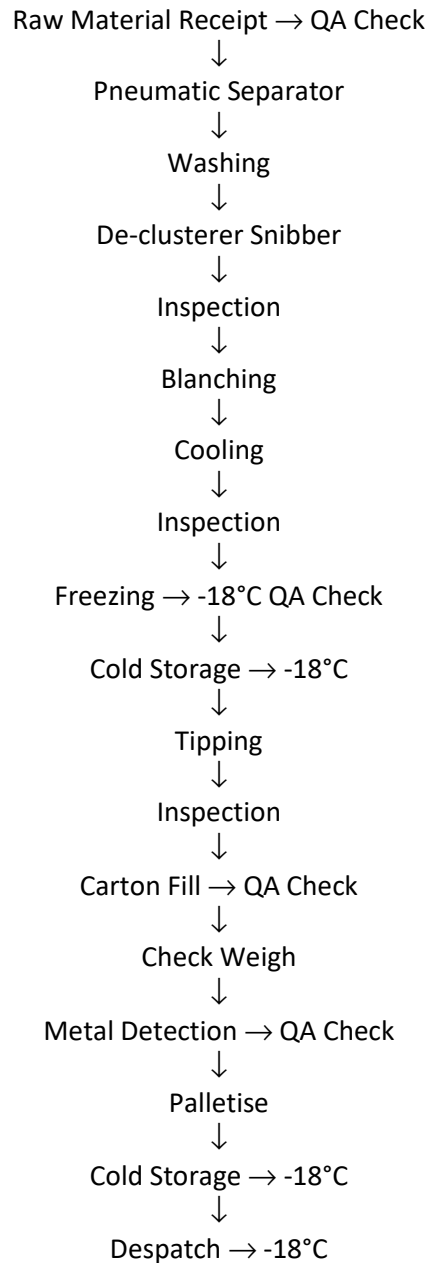 Raw Material Receipt → QA Check
↓
Pneumatic Separator
↓
Washing
↓
De-clusterer Snibber
↓
Inspection
↓
Blanching
↓
Cooling
↓
Inspection
↓
Freezing → -18°C QA Check
↓
Cold Storage → -18°C
↓
Tipping
↓
Inspection
↓
Carton Fill → QA Check
↓
Check Weigh
↓
Metal Detection → QA Check
↓
Palletise
↓
Cold Storage → -18°C
↓
Despatch → -18°C